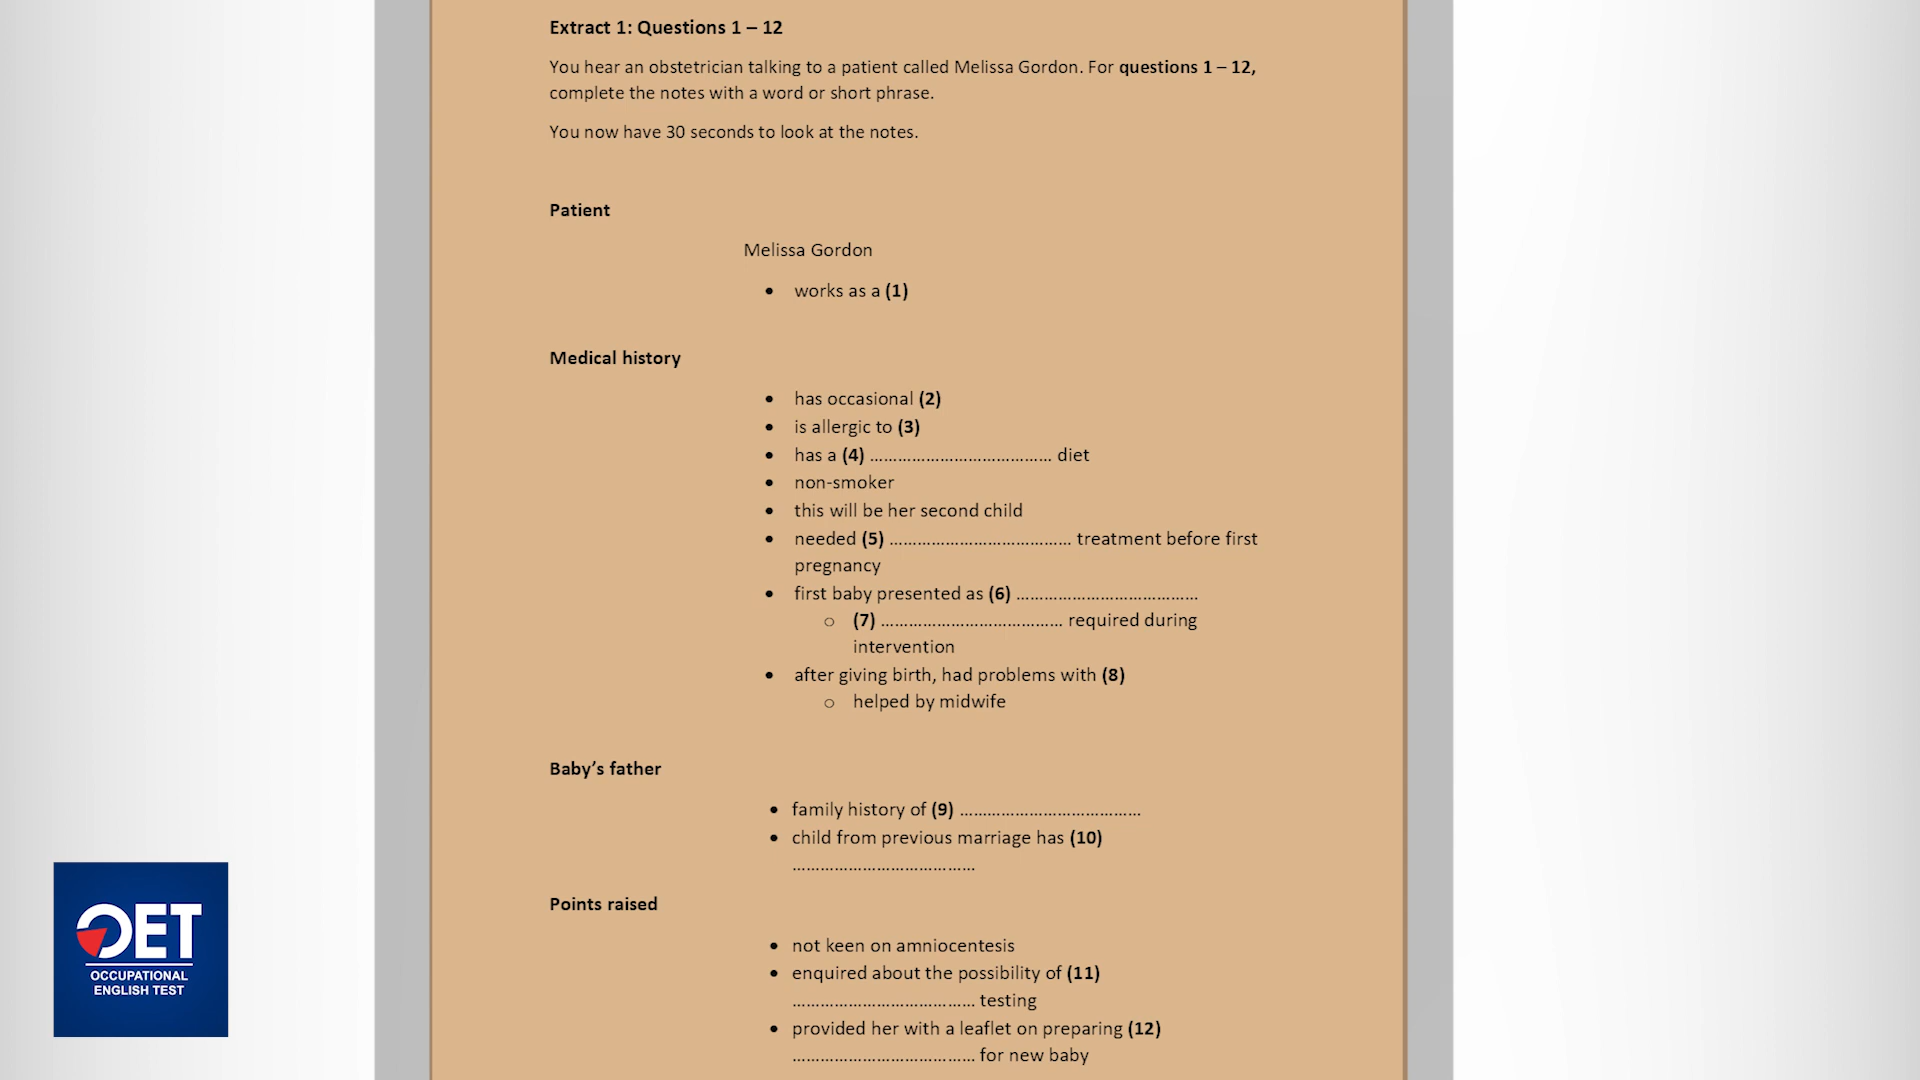 Extract 1: Questions 1 – 12
You hear an obstetrician talking to a patient called Melissa Gordon. For questions 1 – 12,
complete the notes with a word or short phrase.
You now have 30 seconds to look at the notes.
Patient
Melissa Gordon
• works as a (1)
Medical history
• has occasional (2)
• is allergic to (3)
• has a (4) ………………………………… diet
• non-smoker
• this will be her second child
• needed (5) ………………………………… treatment before first
pregnancy
• first baby presented as (6) …………………………………
o (7) ………………………………… required during
intervention
• after giving birth, had problems with (8)
o helped by midwife
Baby’s father
• family history of (9) …………………………………
• child from previous marriage has (10)
…………………………………
Points raised
• not keen on amniocentesis
• enquired about the possibility of (11)
………………………………… testing
• provided her with a leaflet on preparing (12)
………………………………… for new baby
OET
OCCUPATIONAL
ENGLISH TEST